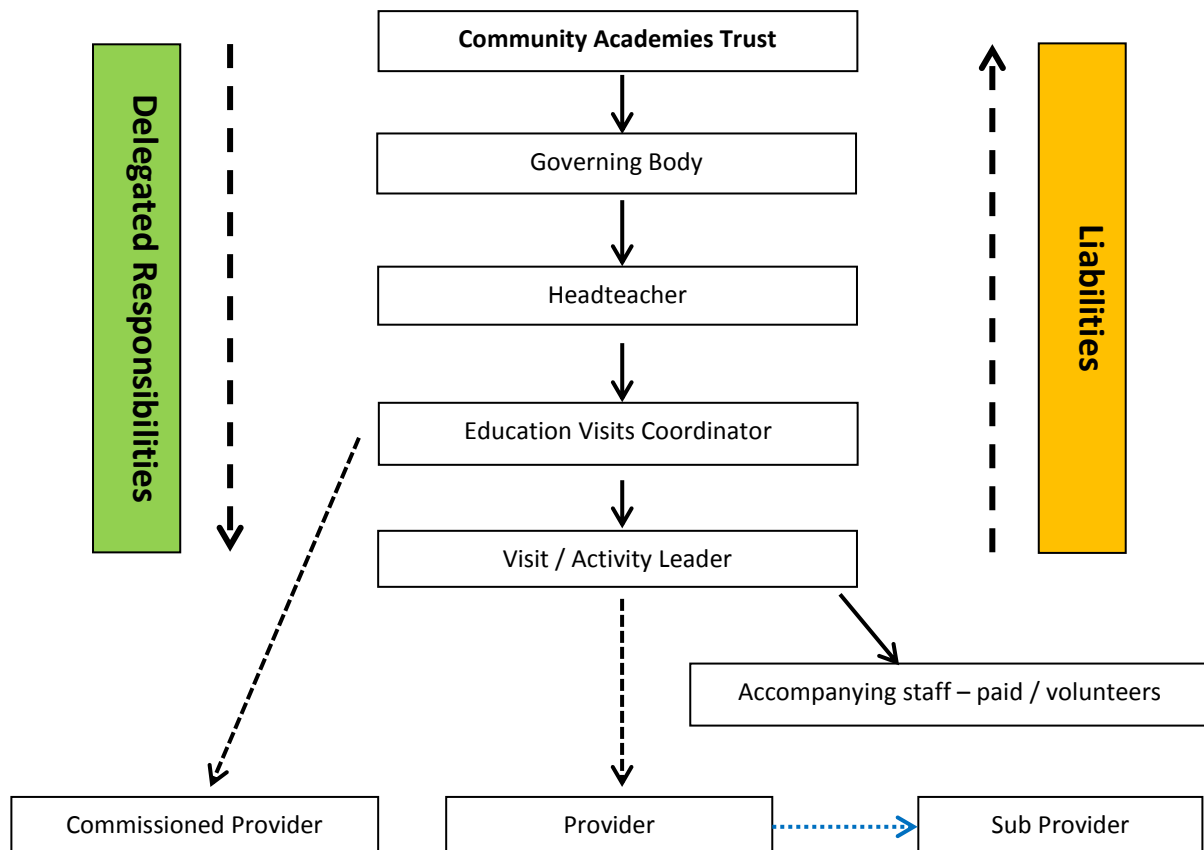 Community Academies Trust
Delegated Responsibilities
Governing Body
Liabilities
Headteacher
Education Visits Coordinator
Visit / Activity Leader
Accompanying staff – paid / volunteers
Commissioned Provider
Provider
Sub Provider